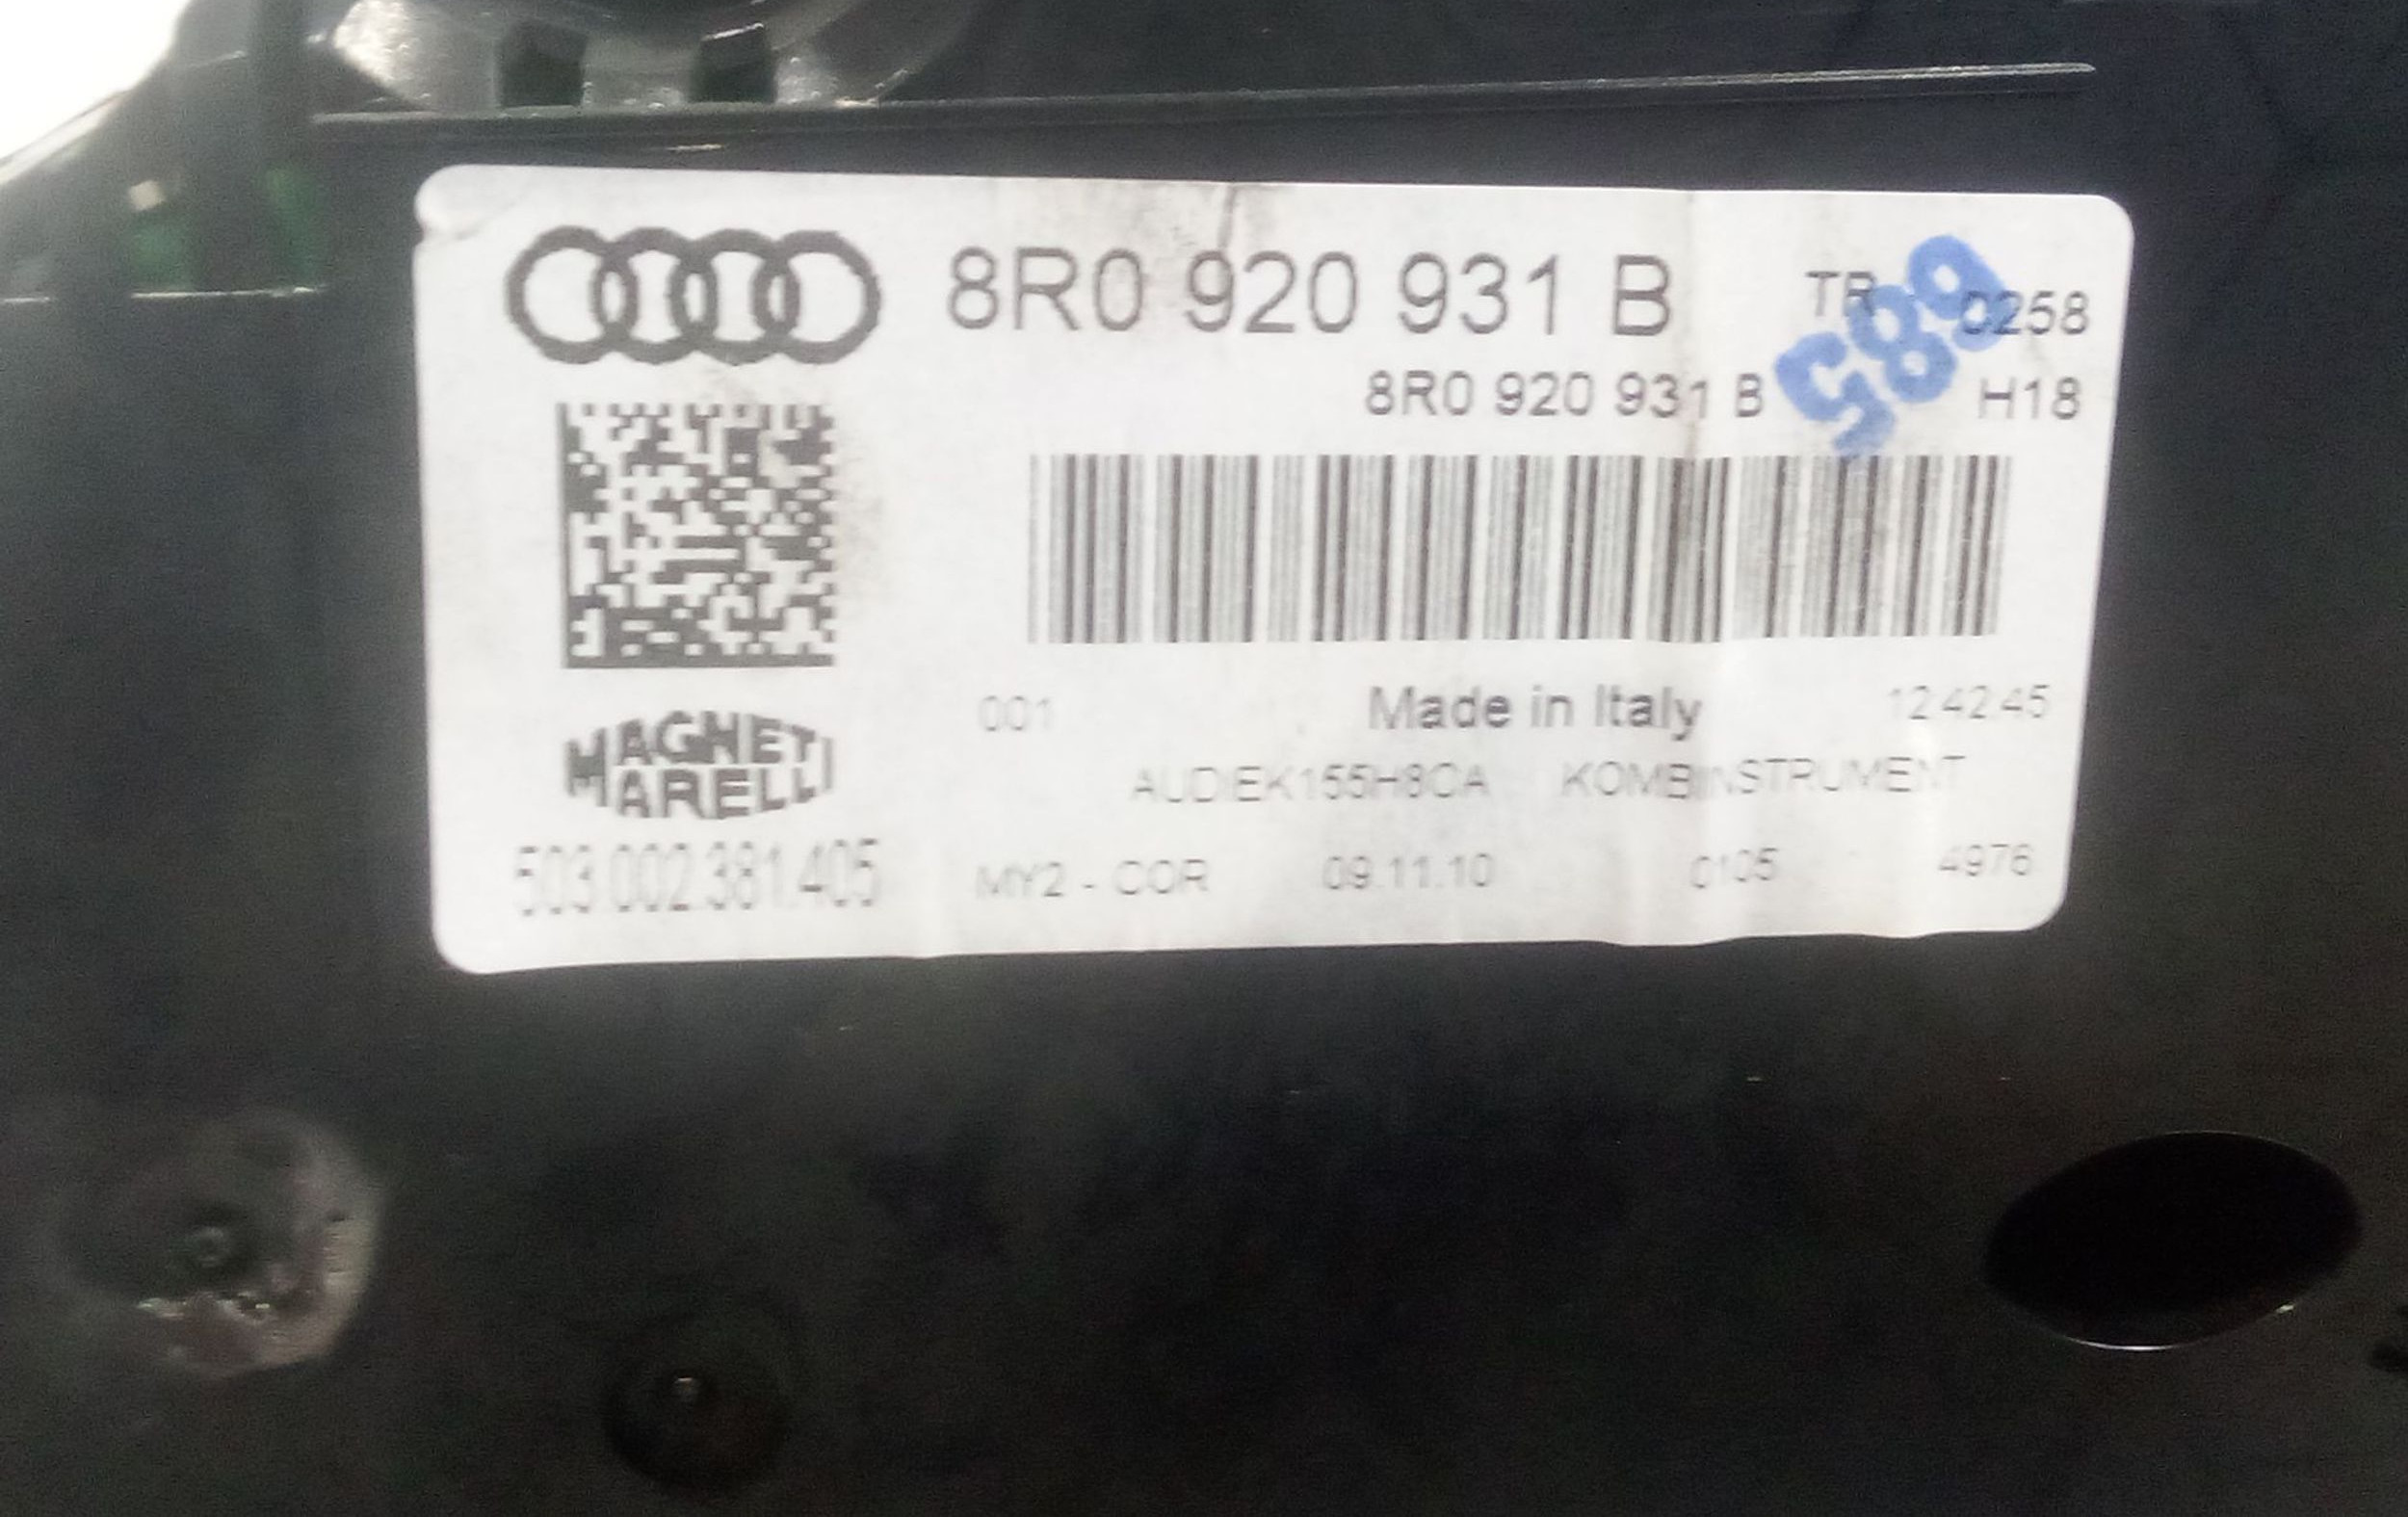 8R0 920 931 B TR 0258
8R0 920 931 B H18
589
001 Made in Italy 12.42.45
MAGNETI
MARELLI
AUDIEK155H8CA KOMBIINSTRUMENT
503.002.381.405 MY2 - COR 09.11.10 0105 4976